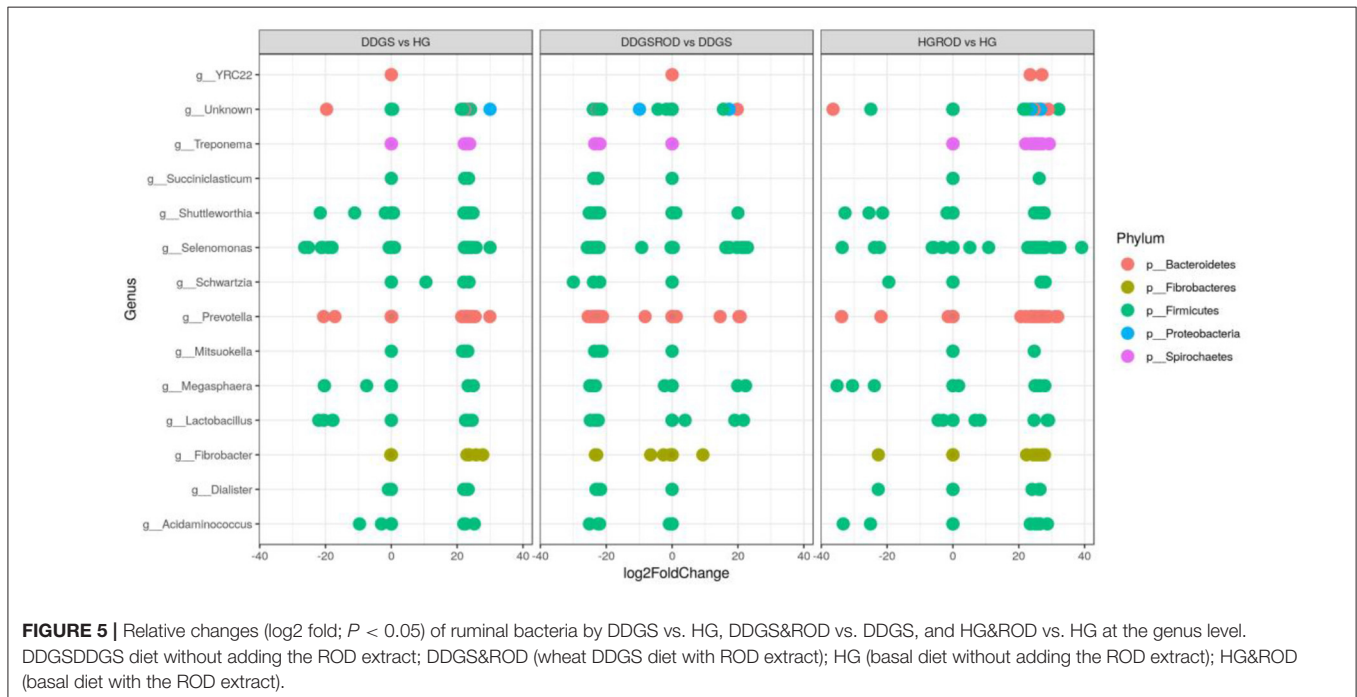 DDGS vs HG
DDGSROD vs DDGS
HGROD vs HG
g__YRC22
g__Unknown
g__Treponema
g__Succiniclasticum
g__Shuttleworthia
g__Selenomonas
g__Schwartzia
g__Prevotella
g__Mitsuokella
g__Megasphaera
g__Lactobacillus
g__Fibrobacter
g__Dialister
g__Acidaminococcus
Genus
-40 -20 0 20 40
-40 -20 0 20 40
-40 -20 0 20 40
log2FoldChange
Phylum
p__Bacteroidetes
p__Fibrobacteres
p__Firmicutes
p__Proteobacteria
p__Spirochaetes
FIGURE 5 | Relative changes (log2 fold; P < 0.05) of ruminal bacteria by DDGS vs. HG, DDGS&ROD vs. DDGS, and HG&ROD vs. HG at the genus level.
DDGSDDGS diet without adding the ROD extract; DDGS&ROD (wheat DDGS diet with ROD extract); HG (basal diet without adding the ROD extract); HG&ROD
(basal diet with the ROD extract).